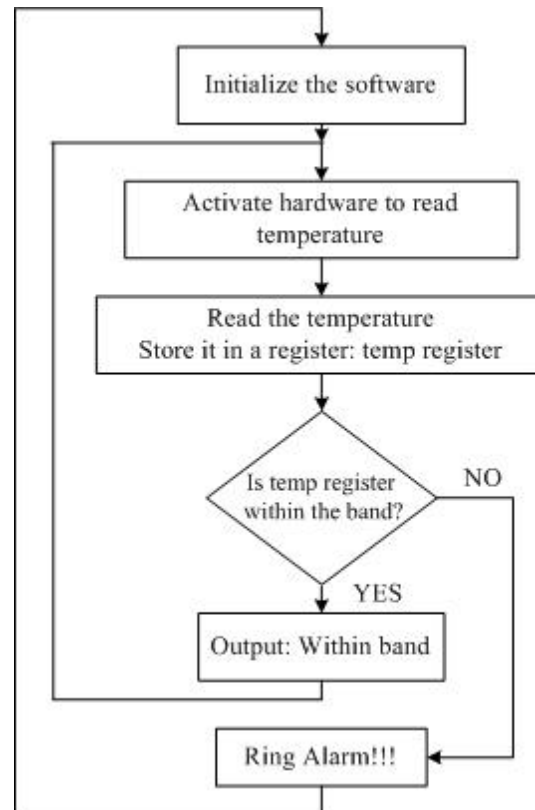 Initialize the software
Activate hardware to read
temperature
Read the temperature
Store it in a register: temp register
Is temp register
within the band?
NO
YES
Output: Within band
Ring Alarm!!!